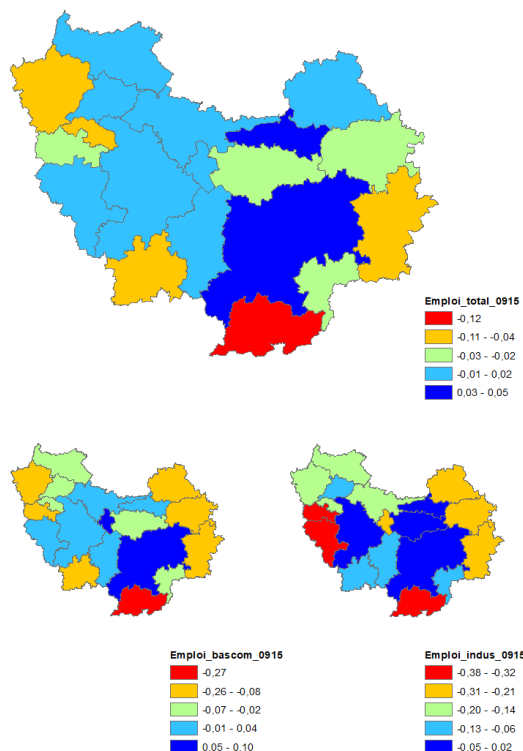 Emploi_total_0915
-0,12
-0,11 - -0,04
-0,03 - -0,02
-0,01 - 0,02
0,03 - 0,05
Emploi_bascom_0915
-0,27
-0,26 - -0,08
-0,07 - -0,02
-0,01 - 0,04
0,05 - 0,10
Emploi_indus_0915
-0,38 - -0,32
-0,31 - -0,21
-0,20 - -0,14
-0,13 - -0,06
-0,05 - 0,02